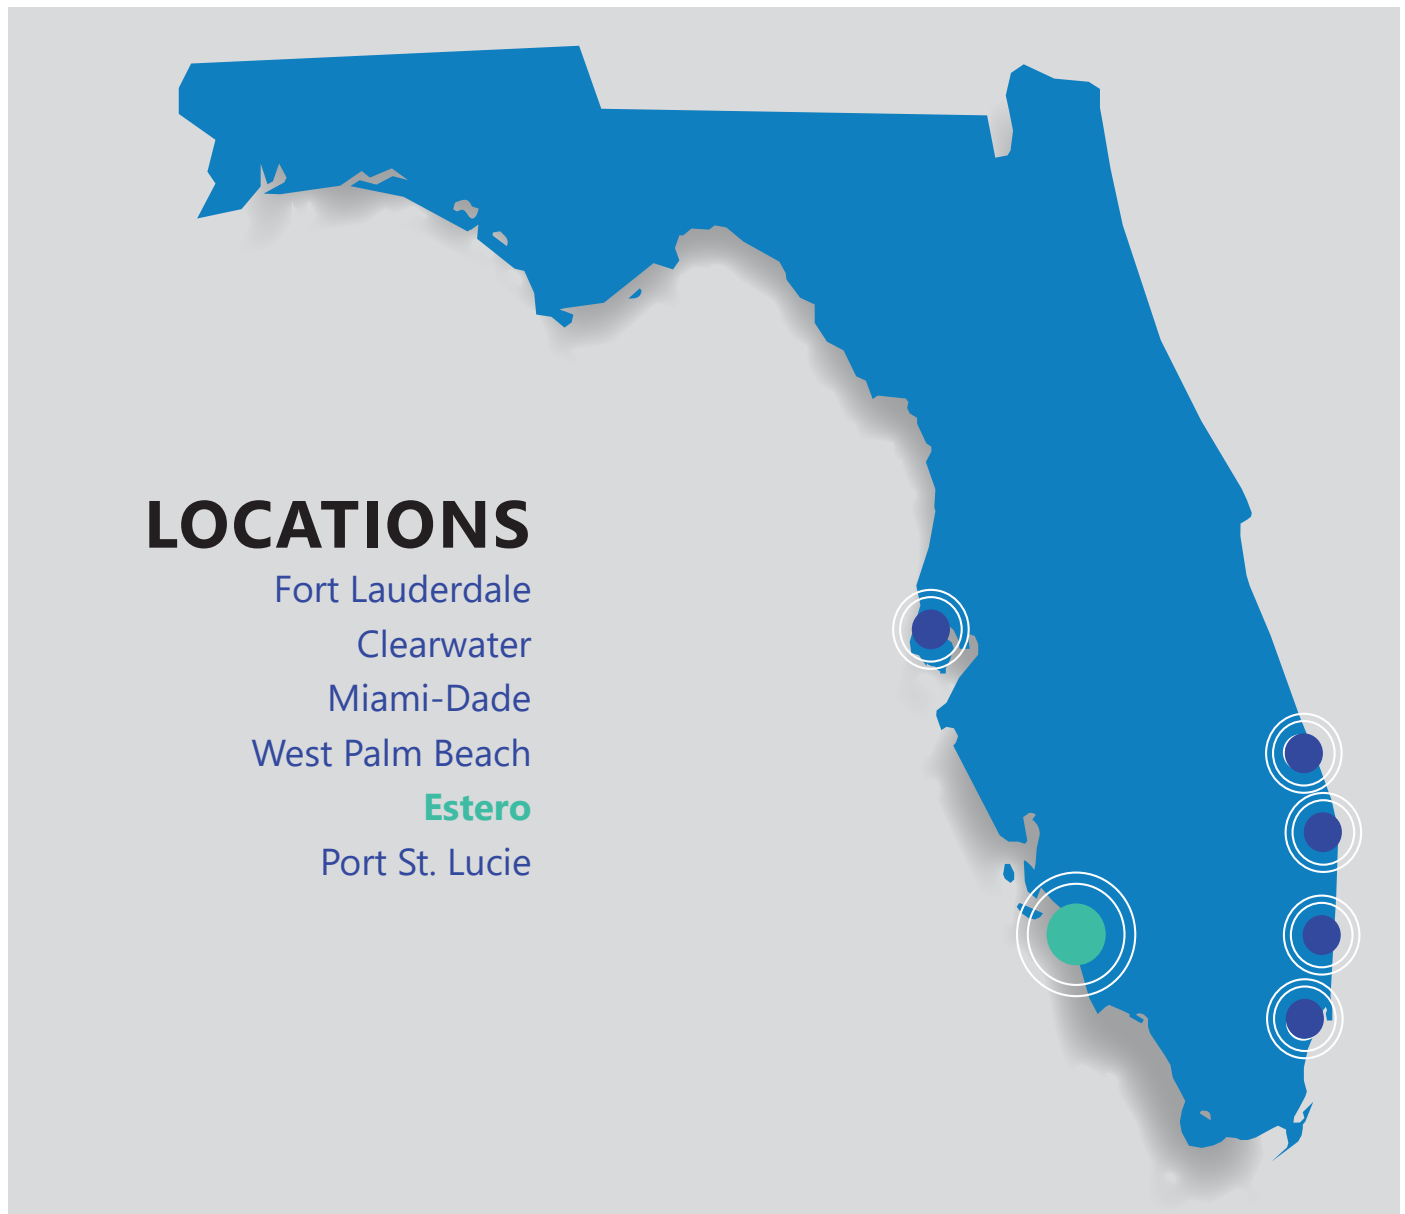 LOCATIONS
Fort Lauderdale
Clearwater
Miami-Dade
West Palm Beach
Estero
Port St. Lucie